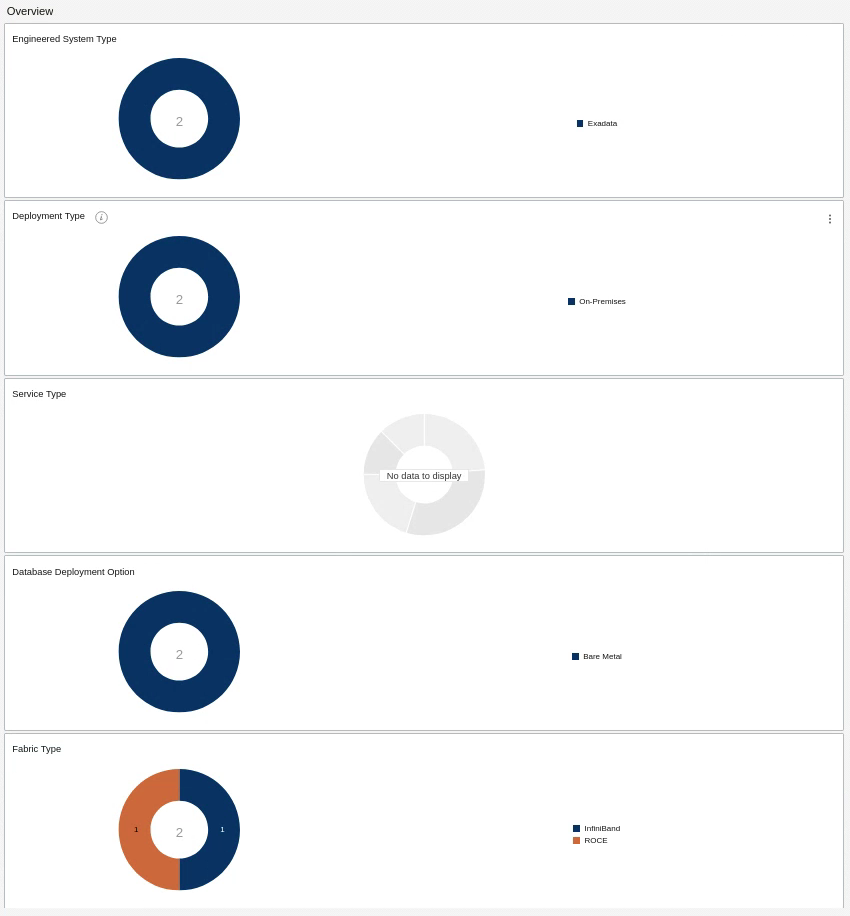 Overview
Engineered System Type
2
Exadata
Deployment Type
2
On-Premises
Service Type
No data to display
Database Deployment Option
2
Bare Metal
Fabric Type
1
2
1
InfiniBand
ROCE